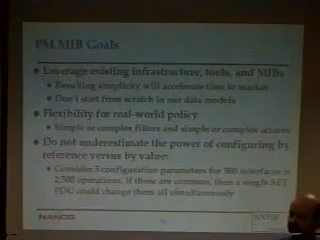 PM MIB Goals
Leverage existing infrastructure, tools, and MIBs
Resulting simplicity will accelerate time to market
Don't start from scratch in our data models
Flexibility for real-world policy
Simple or complex filters and simple or complex actions
Do not underestimate the power of configuring by
reference versus by value:
Consider 5 configuration parameters for 500 interfaces is
2,500 operations. If these are common, then a single SET
PDU could change them all simultaneously
NANOG
SNMP